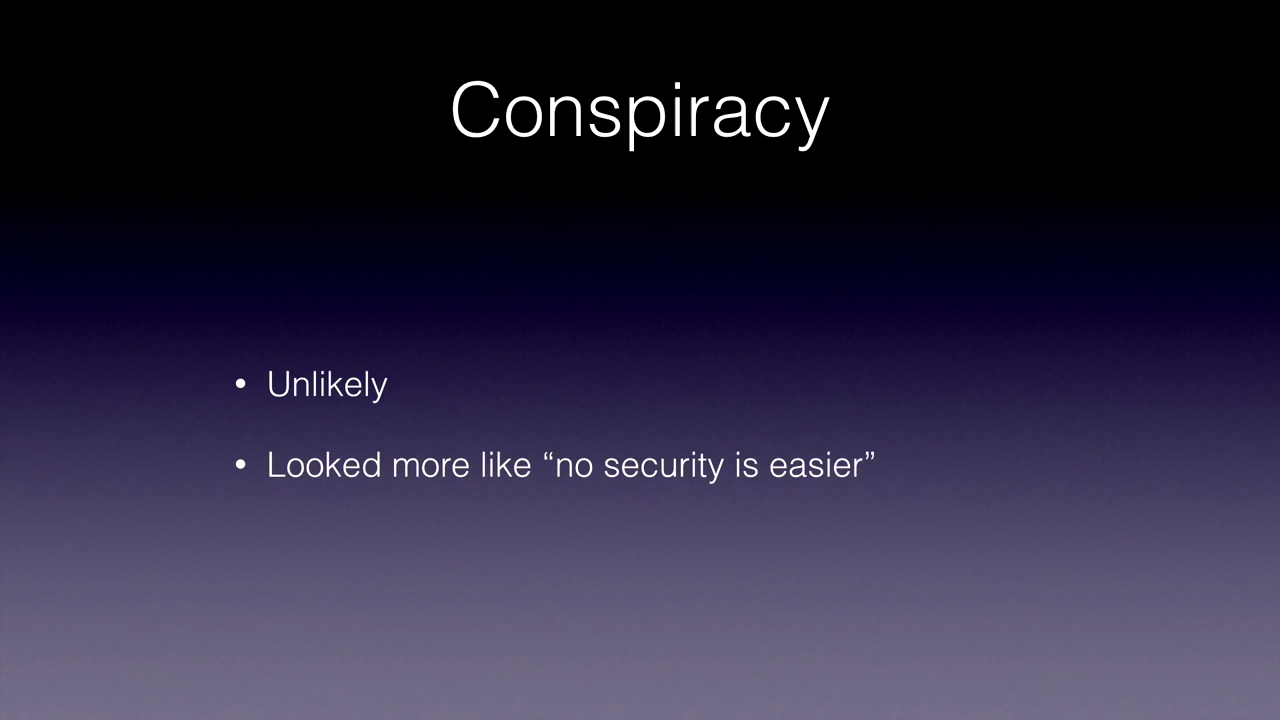 Conspiracy
• Unlikely
• Looked more like “no security is easier”